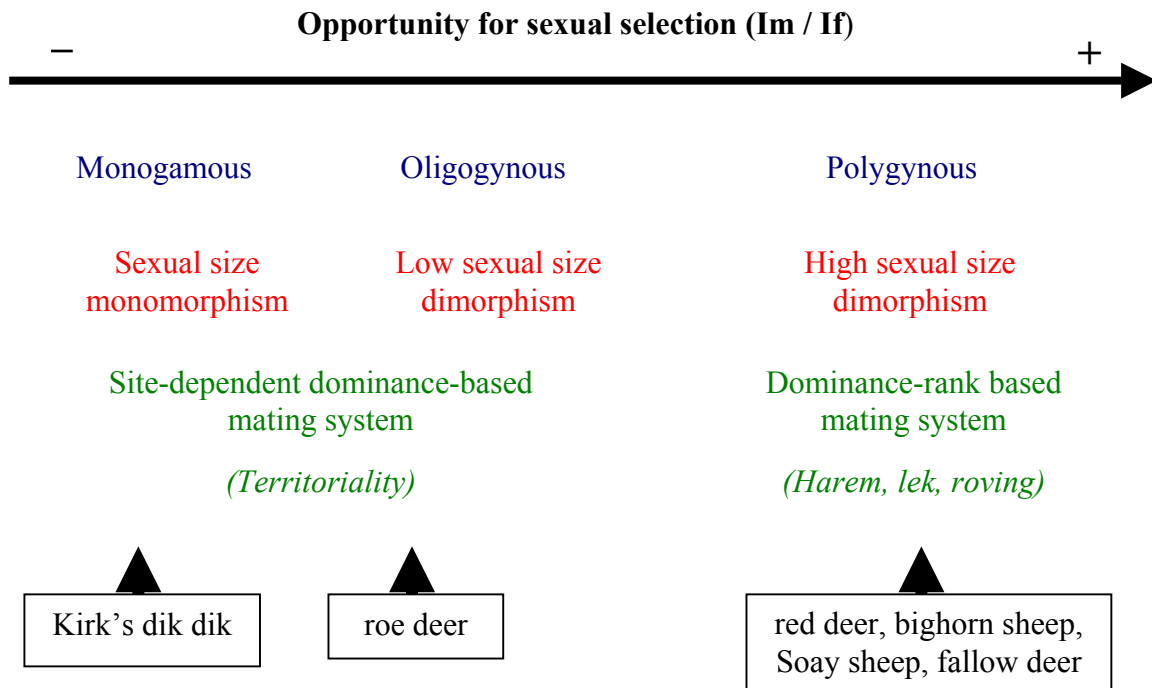 Opportunity for sexual selection (Im / If)
– +
Monogamous Oligogynous Polygynous
Sexual size Low sexual size High sexual size
monomorphism dimorphism dimorphism
Site-dependent dominance-based Dominance-rank based
mating system mating system
(Territoriality) (Harem, lek, roving)
Kirk’s dik dik roe deer red deer, bighorn sheep,
Soay sheep, fallow deer